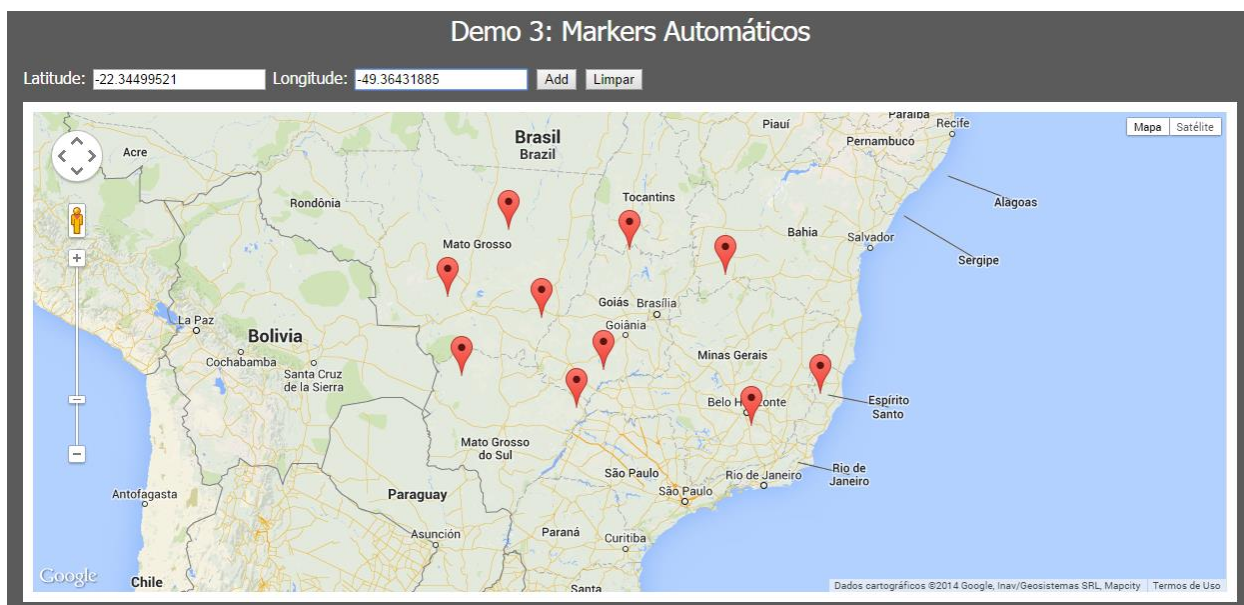 Demo 3: Markers Automáticos
Latitude: -22.34499521 Longitude: -49.36431885 Add Limpar
Mapa Satélite
Brasil
Brazil
Piauí
Paraíba
Recife
Pernambuco
Acre
Rondônia
Tocantins
Alagoas
Mato Grosso
Bahia
Salvador
Sergipe
Goiás
Brasília
La Paz
Goiânia
Bolivia
Cochabamba
Santa Cruz
de la Sierra
Minas Gerais
Belo H
onte
Espírito
Santo
Mato Grosso
do Sul
São Paulo
Rio de Janeiro
Rio de
Janeiro
São Paulo
Antofagasta
Paraguay
Asunción
Paraná
Curitiba
Google
Chile
Santa
Dados cartográficos ©2014 Google, Inav/Geosistemas SRL, Mapcity
Termos de Uso